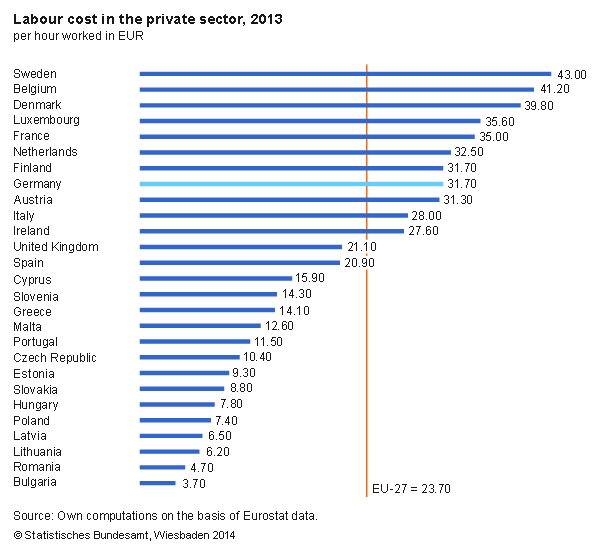 Labour cost in the private sector, 2013
per hour worked in EUR
Sweden 43.00
Belgium 41.20
Denmark 39.80
Luxembourg 35.60
France 35.00
Netherlands 32.50
Finland 31.70
Germany 31.70
Austria 31.30
Italy 28.00
Ireland 27.60
United Kingdom 21.10
Spain 20.90
Cyprus 15.90
Slovenia 14.30
Greece 14.10
Malta 12.60
Portugal 11.50
Czech Republic 10.40
Estonia 9.30
Slovakia 8.80
Hungary 7.80
Poland 7.40
Latvia 6.50
Lithuania 6.20
Romania 4.70
Bulgaria 3.70
EU-27 = 23.70
Source: Own computations on the basis of Eurostat data.
© Statistisches Bundesamt, Wiesbaden 2014